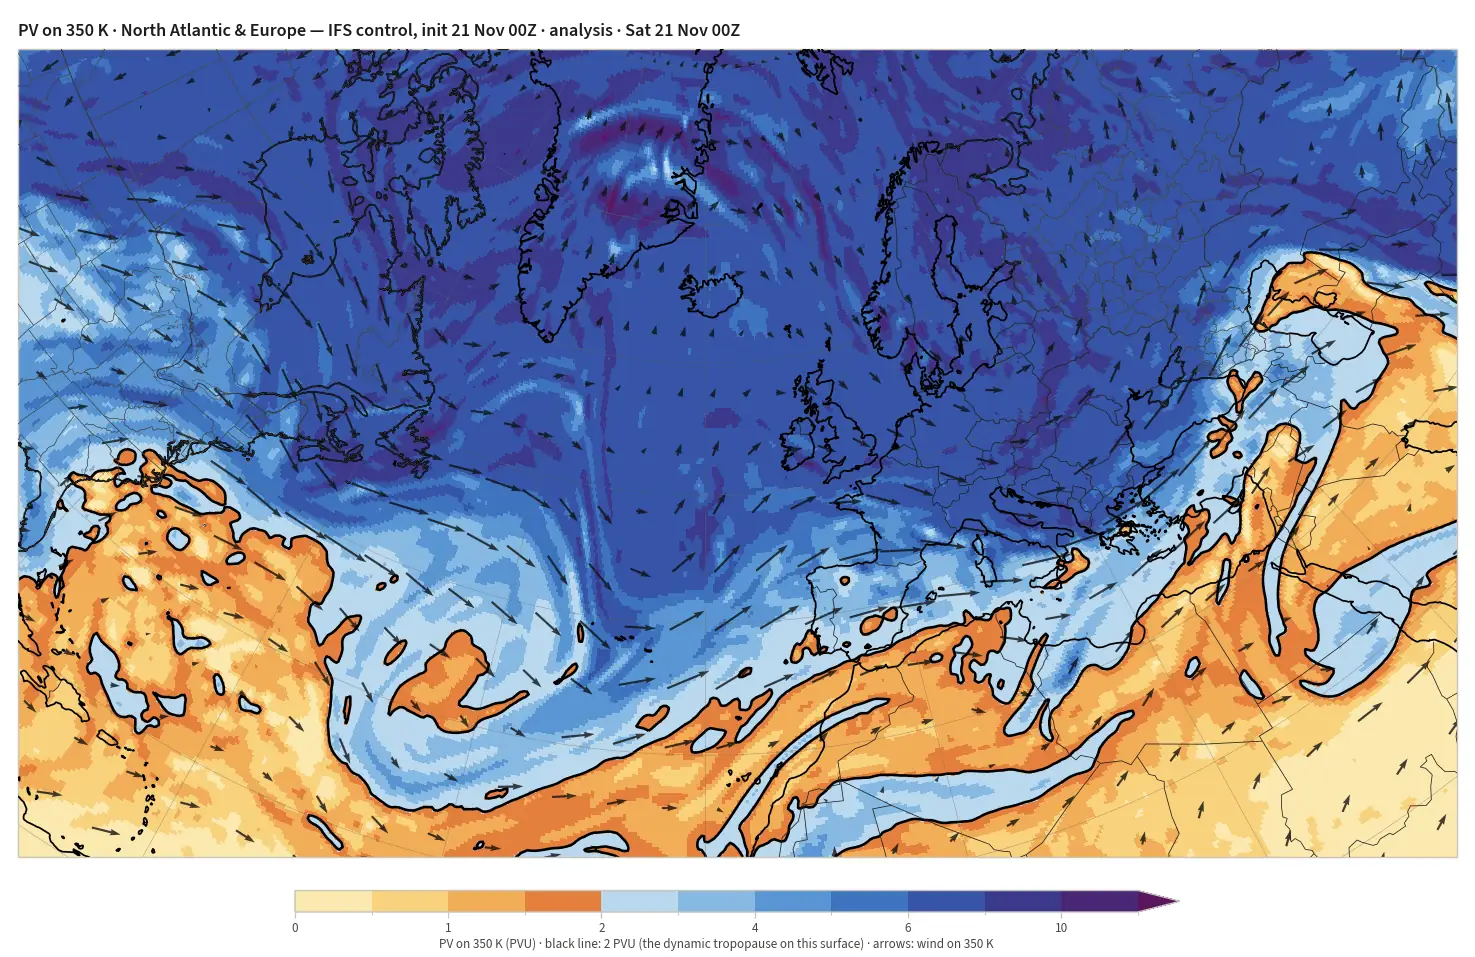 PV on 350 K · North Atlantic & Europe — IFS control, init 21 Nov 00Z · analysis · Sat 21 Nov 00Z
0 1 2 4 6 10
PV on 350 K (PVU) · black line: 2 PVU (the dynamic tropopause on this surface) · arrows: wind on 350 K